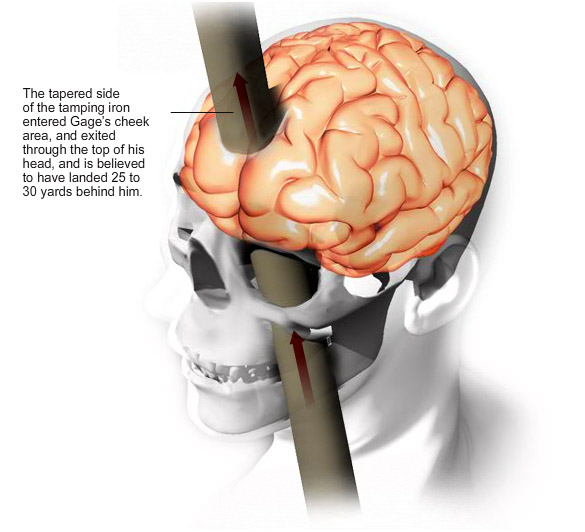 The tapered side
of the tamping iron
entered Gage's cheek
area, and exited
through the top of his
head, and is believed
to have landed 25 to
30 yards behind him.